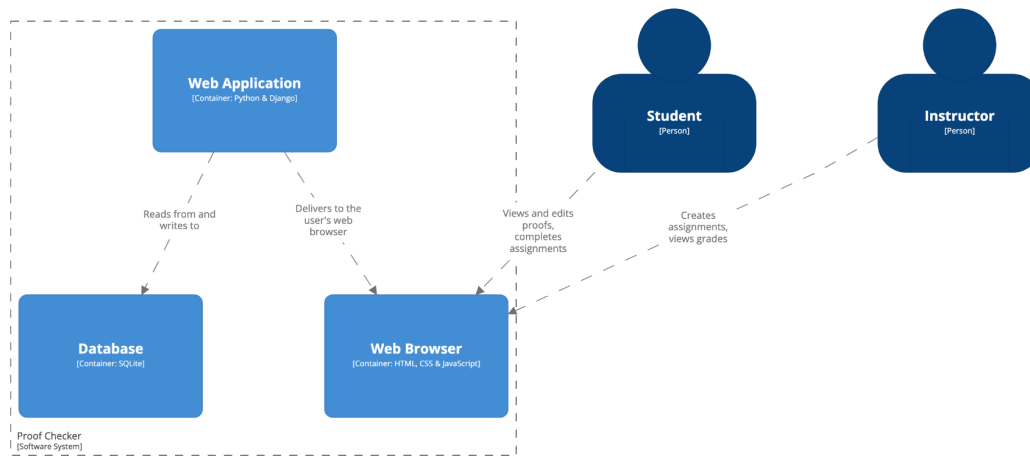 Web Application
[Container: Python & Django]
Student
[Person]
Instructor
[Person]
Reads from and
writes to
Delivers to the
user's web
browser
Views and edits
proofs,
completes
assignments
Creates
assignments,
views grades
Database
[Container: SQLite]
Web Browser
[Container: HTML, CSS & JavaScript]
Proof Checker
[Software System]